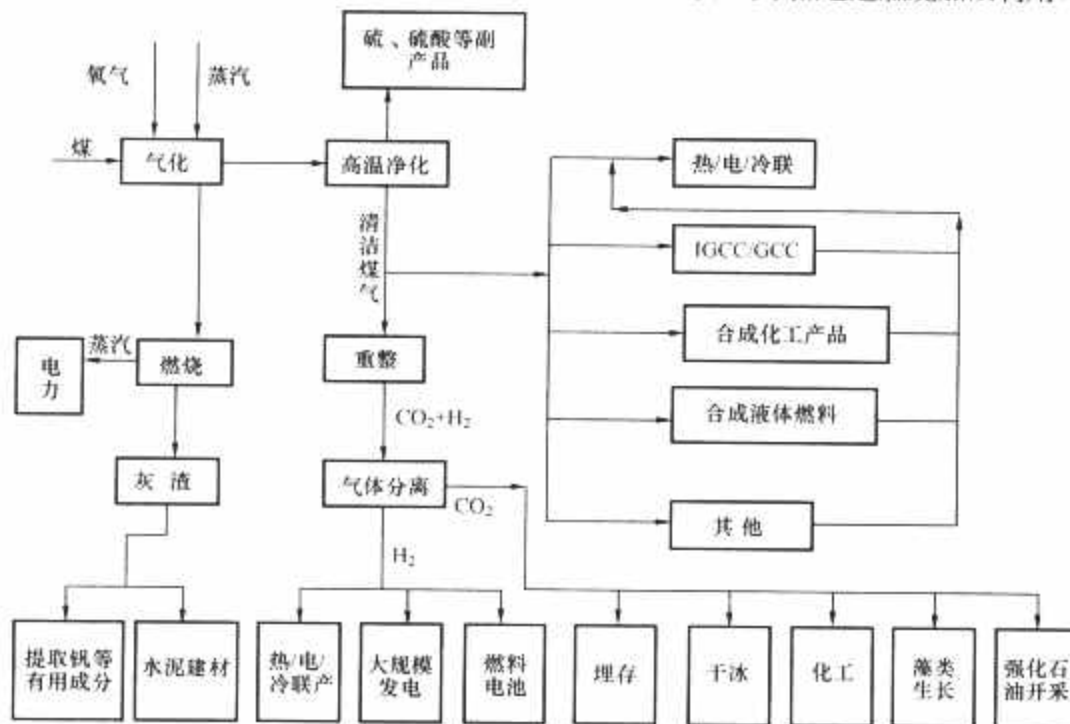 硫、硫酸等副
产品
氧气
蒸汽
煤
气化
高温净化
热/电/冷联
清
洁
煤
气
IGCC/GCC
合成化工产品
电
力
蒸汽
燃烧
重整
合成液体燃料
CO₂+H₂
灰 渣
气体分离
CO₂
其 他
H₂
提取钒等
有用成分
水泥建材
热/电/
冷联产
大规模
发电
燃料
电池
埋存
干冰
化工
藻类
生长
强化石
油开采